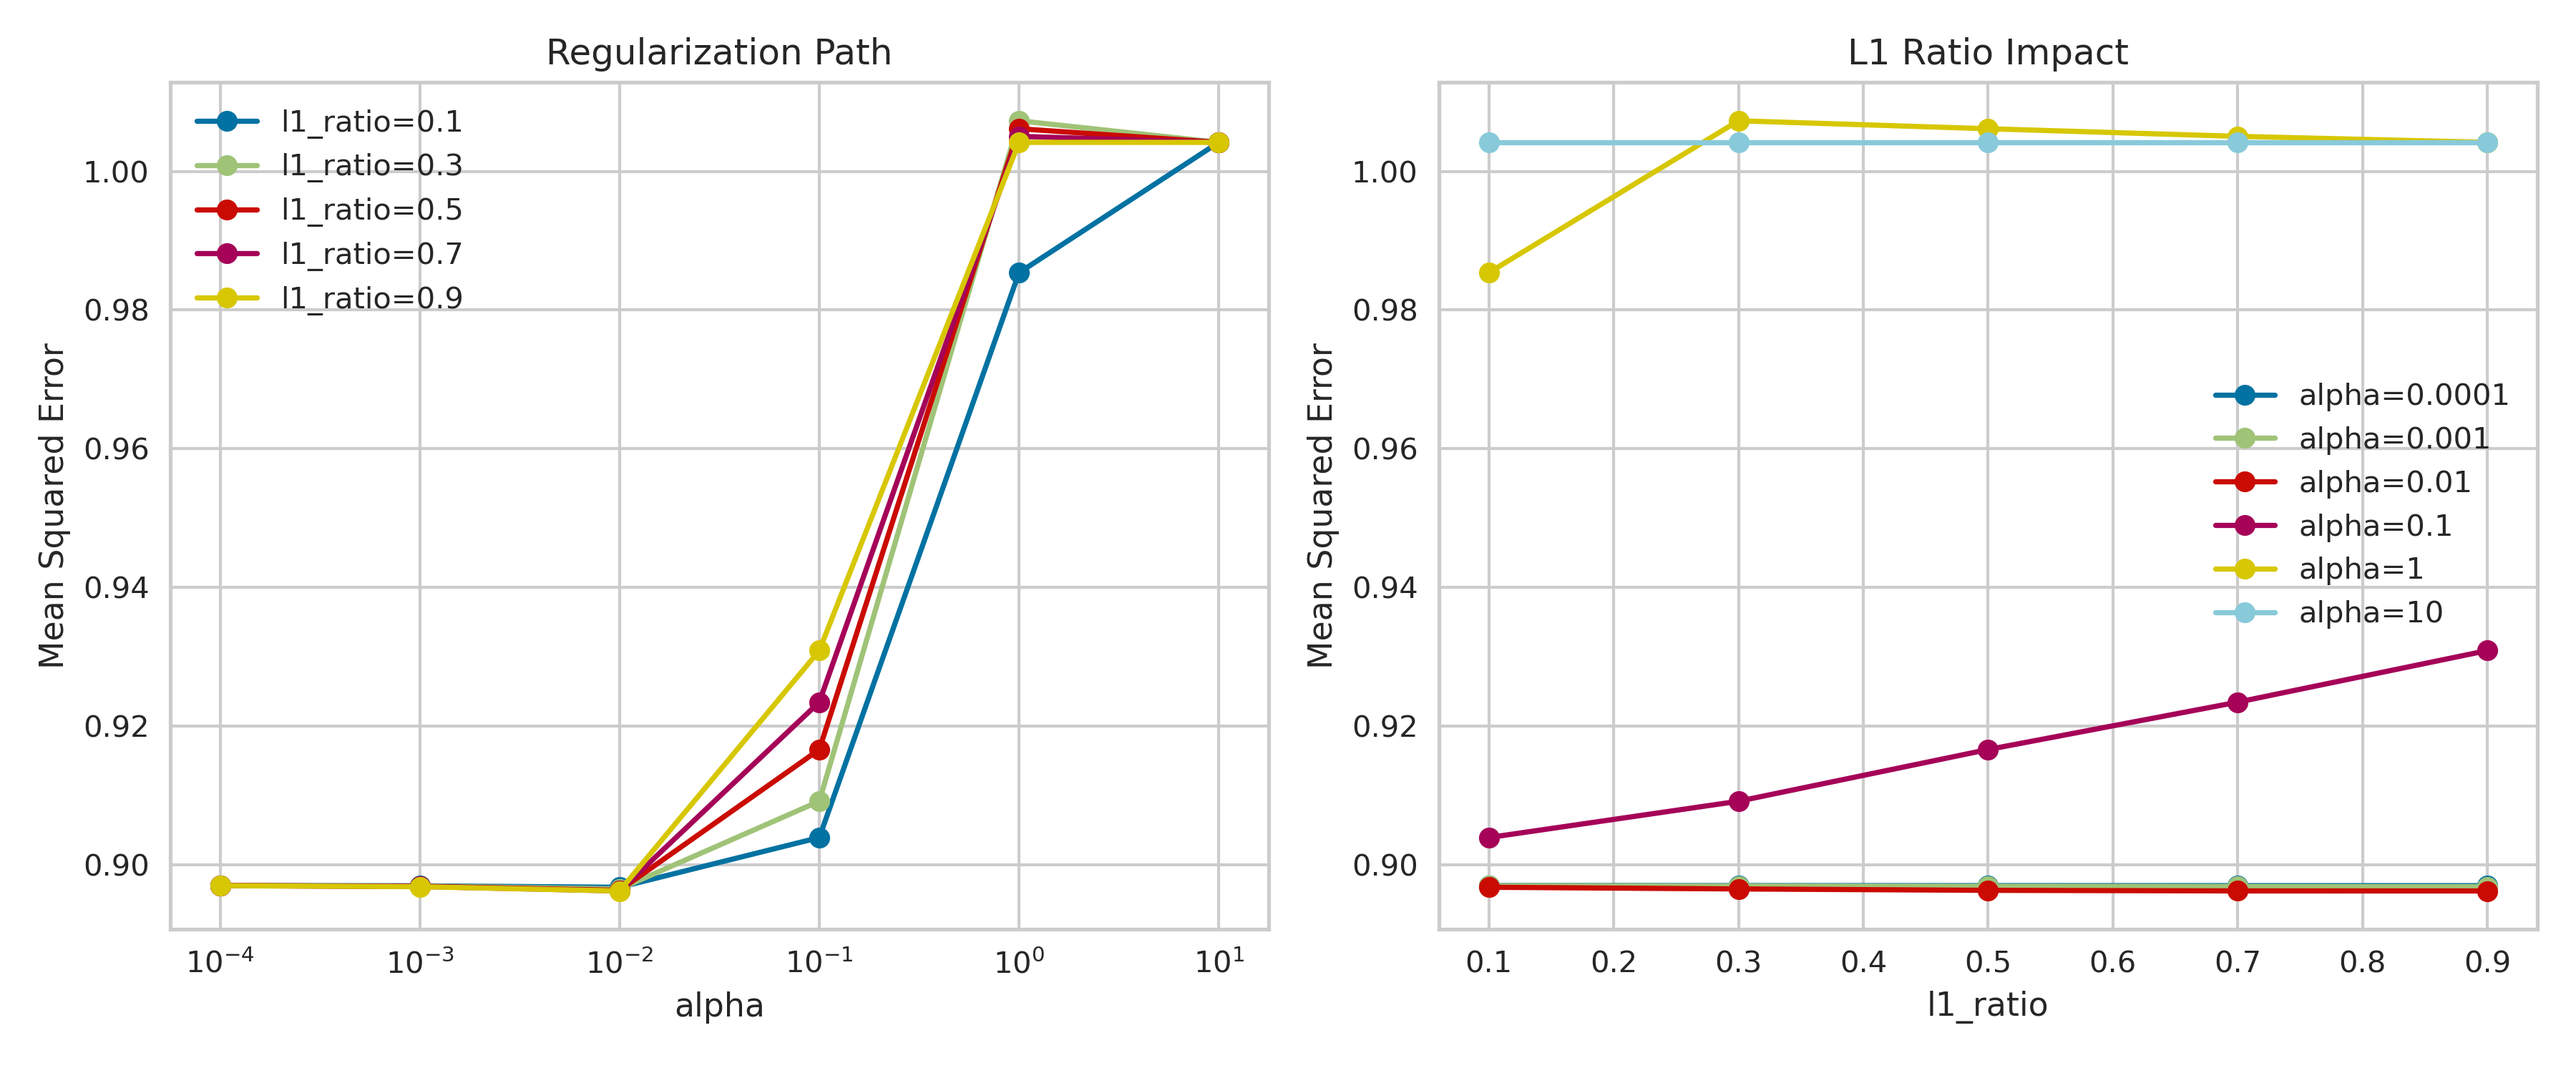 Regularization Path
l1_ratio=0.1
l1_ratio=0.3
l1_ratio=0.5
l1_ratio=0.7
l1_ratio=0.9
1.00
0.98
0.96
0.94
0.92
0.90
Mean Squared Error
10⁻⁴ 10⁻³ 10⁻² 10⁻¹ 10⁰ 10¹
alpha
L1 Ratio Impact
1.00
0.98
0.96
0.94
0.92
0.90
Mean Squared Error
alpha=0.0001
alpha=0.001
alpha=0.01
alpha=0.1
alpha=1
alpha=10
0.1 0.2 0.3 0.4 0.5 0.6 0.7 0.8 0.9
l1_ratio